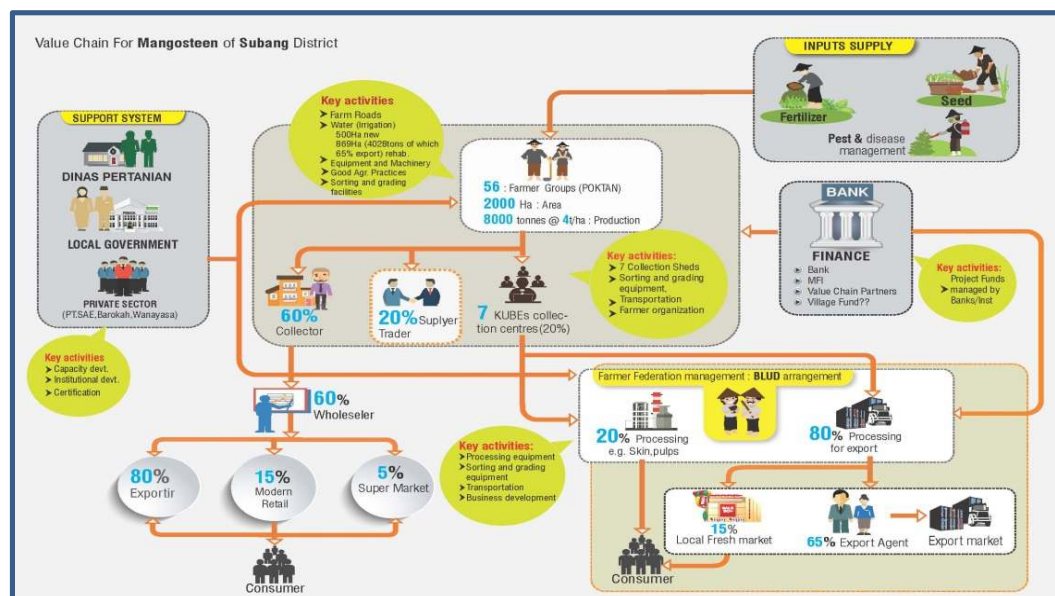 Value Chain For Mangosteen of Subang District
INPUTS SUPPLY
Fertilizer
Seed
Pest & disease
management
SUPPORT SYSTEM
DINAS PERTANIAN
LOCAL GOVERNMENT
PRIVATE SECTOR
(PT.SAE,Barokah,Wanayasa)
Key activities
Capacity devt.
Institutional devt.
Certification
Key activities
Farm Roads
Water (Irrigation)
500Ha new
869Ha (4028tons of which
65% export) rehab.
Equipment and Machinery
Good Agr. Practices
Sorting and grading
facilities
56 : Farmer Groups (POKTAN)
2000 Ha : Area
8000 tonnes @ 4t/ha : Production
BANK
FINANCE
Bank
MFI
Value Chain Partners
Village Fund??
Key activities:
Project Funds
managed by
Banks/Inst
60%
Collector
20% Suplyer
Trader
7 KUBEs collec-
tion centres(20%)
Key activities:
7 Collection Sheds
Sorting and grading
equipment,
Transportation
Farmer organization
60%
Wholeseler
80%
Exportir
15%
Modern
Retail
5%
Super Market
Consumer
Key activities:
Processing equipment
Sorting and grading
equipment
Transportation
Business development
Farmer Federation management : BLUD arrangement
20% Processing
e.g. Skin,pulps
80% Processing
for export
15%
Local Fresh market
65% Export Agent
Export market
Consumer